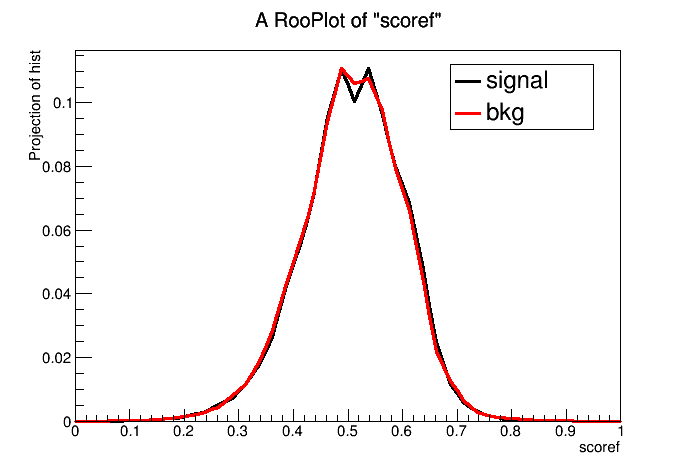 A RooPlot of "scoref"
Projection of hist
signal
bkg
0.1
0.08
0.06
0.04
0.02
0
0 0.1 0.2 0.3 0.4 0.5 0.6 0.7 0.8 0.9 1
scoref